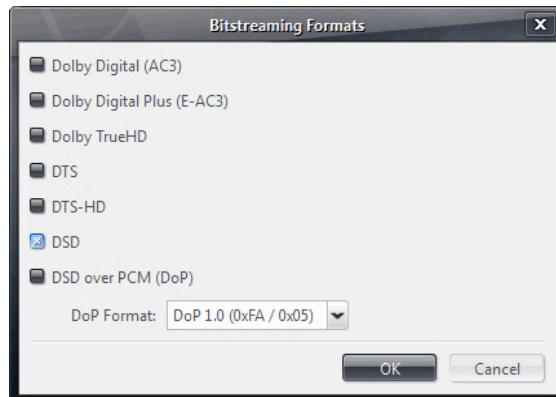 Bitstreaming Formats
Dolby Digital (AC3)
Dolby Digital Plus (E-AC3)
Dolby TrueHD
DTS
DTS-HD
DSD
DSD over PCM (DoP)
DoP Format: DoP 1.0 (0xFA / 0x05)
OK Cancel